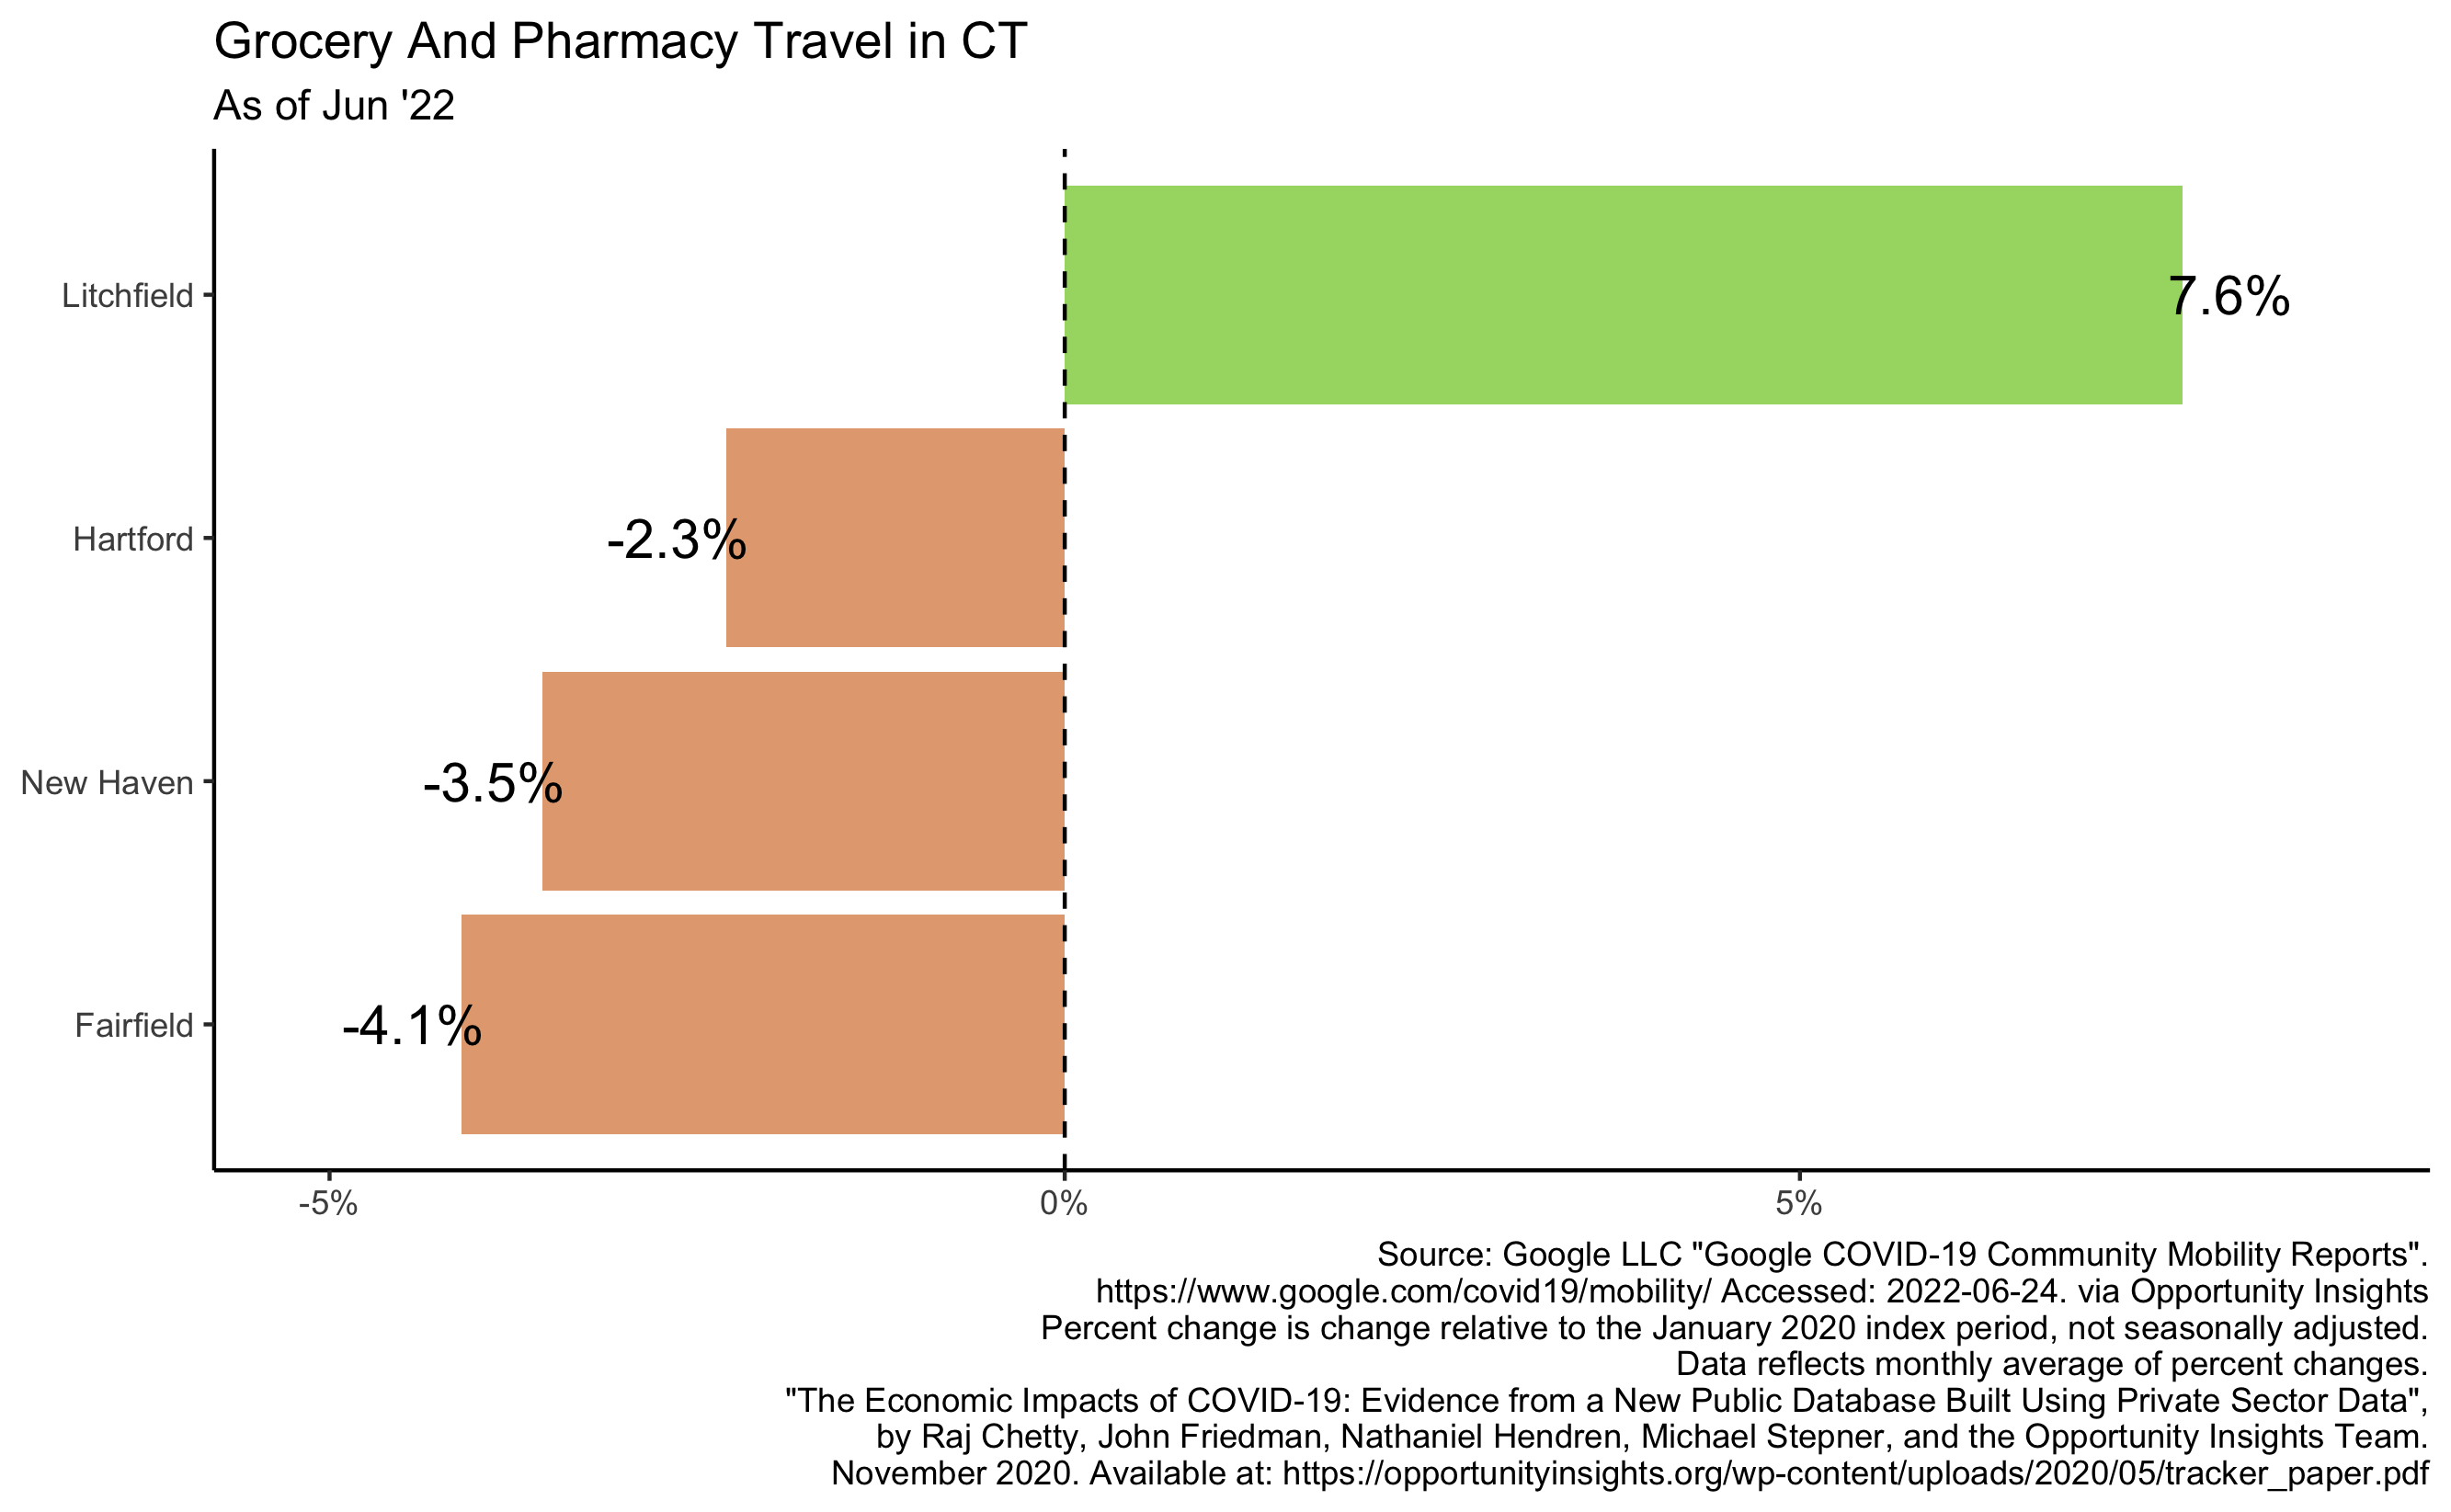 Grocery And Pharmacy Travel in CT
As of Jun '22
Litchfield
7.6%
Hartford
-2.3%
New Haven
-3.5%
Fairfield
-4.1%
-5%
0%
5%
Source: Google LLC "Google COVID-19 Community Mobility Reports".
https://www.google.com/covid19/mobility/ Accessed: 2022-06-24. via Opportunity Insights
Percent change is change relative to the January 2020 index period, not seasonally adjusted.
Data reflects monthly average of percent changes.
"The Economic Impacts of COVID-19: Evidence from a New Public Database Built Using Private Sector Data",
by Raj Chetty, John Friedman, Nathaniel Hendren, Michael Stepner, and the Opportunity Insights Team.
November 2020. Available at: https://opportunityinsights.org/wp-content/uploads/2020/05/tracker_paper.pdf